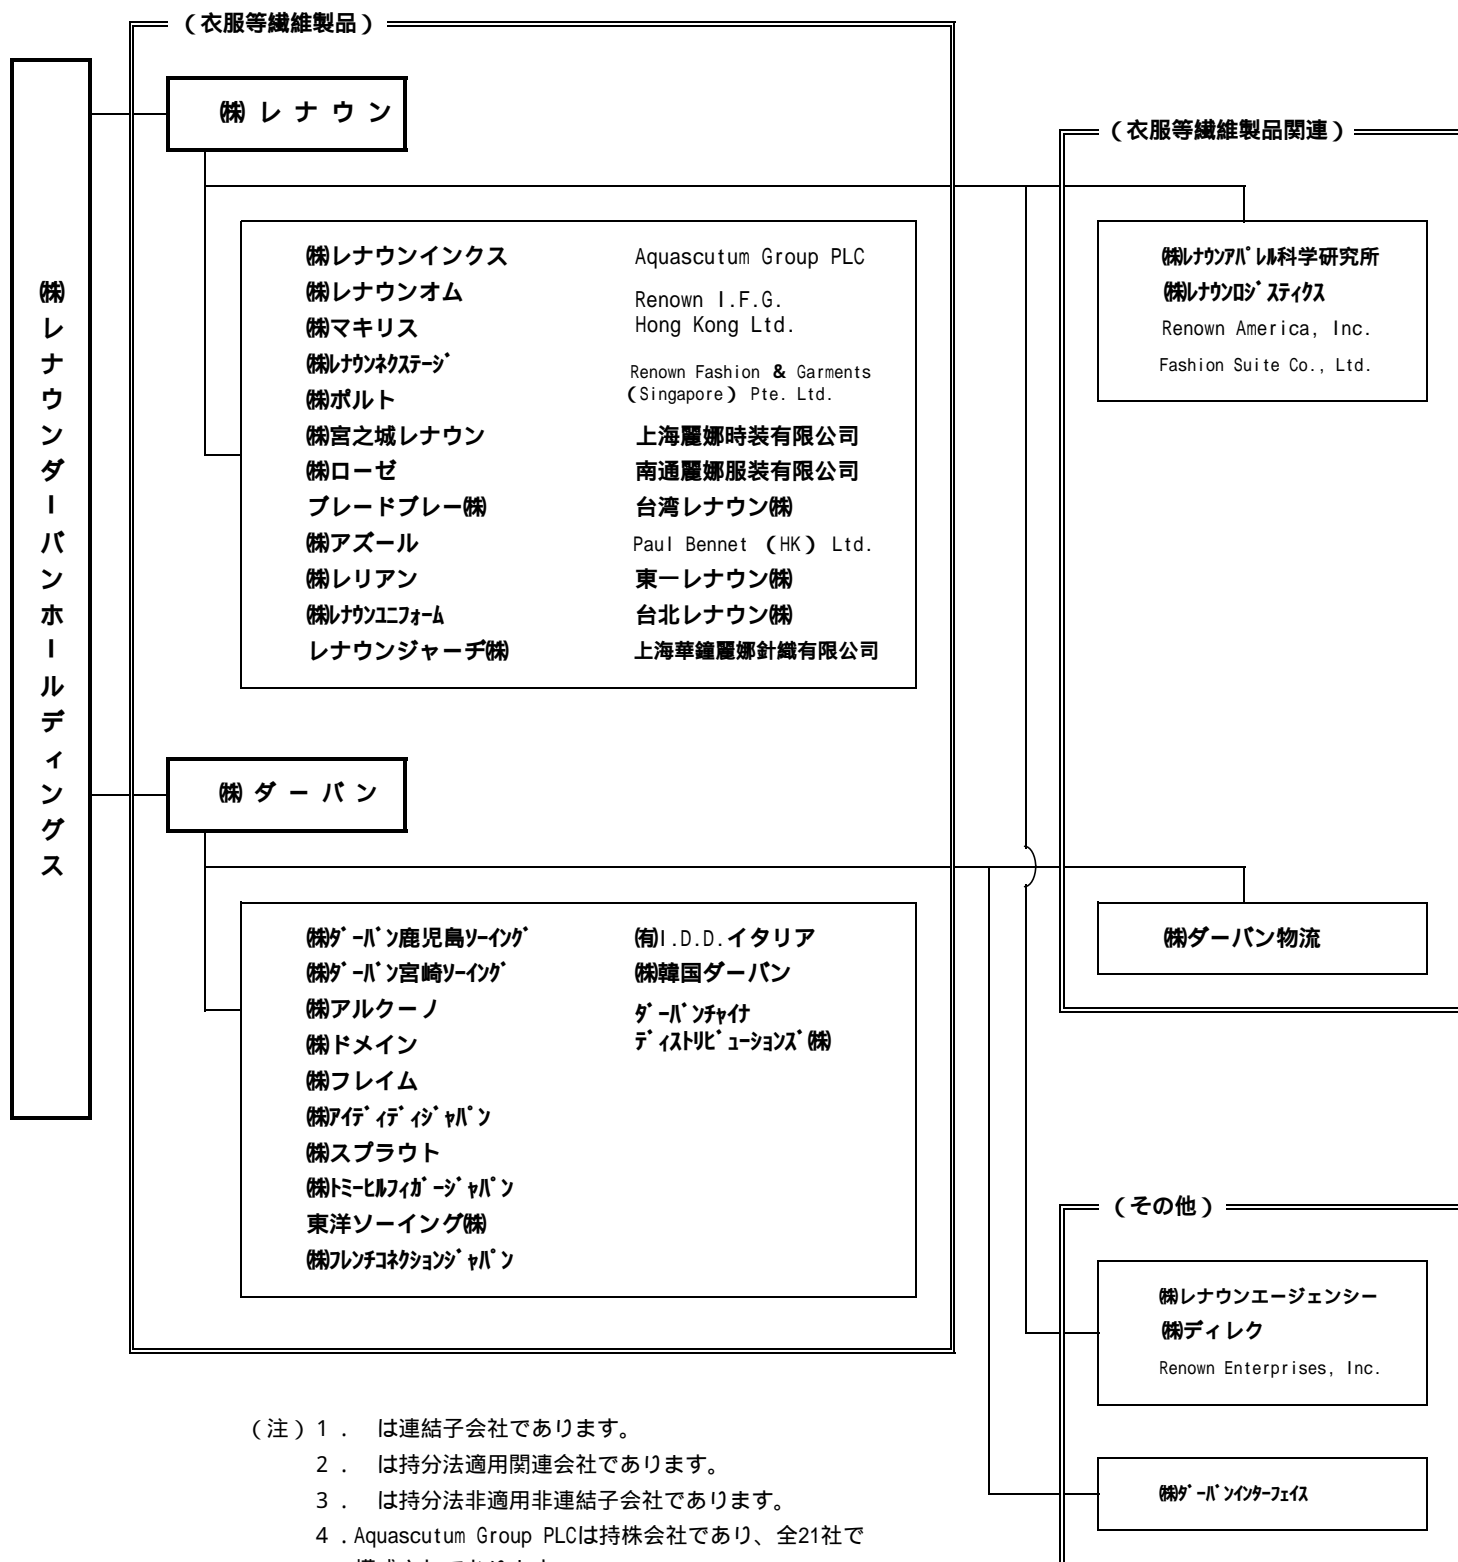 （衣服等繊維製品）
㈱レナウンダーバンホールディングス
㈱レナウン
㈱レナウンインクス
㈱レナウンオム
㈱マキリス
㈱ﾚﾅｳﾝﾈｸｽﾃｰｼﾞ
㈱ポルト
㈱宮之城レナウン
㈱ローゼ
ブレードブレー㈱
㈱アズール
㈱レリアン
㈱ﾚﾅｳﾝﾕﾆﾌｫｰﾑ
レナウンジャーヂ㈱
Aquascutum Group PLC
Renown I.F.G.
Hong Kong Ltd.
Renown Fashion & Garments
（Singapore）Pte. Ltd.
上海麗娜時装有限公司
南通麗娜服装有限公司
台湾レナウン㈱
Paul Bennet （HK）Ltd.
東一レナウン㈱
台北レナウン㈱
上海華鐘麗娜針織有限公司
（衣服等繊維製品関連）
㈱ﾚﾅｳﾝｱﾊﾟﾚﾙ科学研究所
㈱ﾚﾅｳﾝﾛｼﾞｽﾃｨｸｽ
Renown America, Inc.
Fashion Suite Co., Ltd.
㈱ダーバン
㈱ﾀﾞｰﾊﾞﾝ鹿児島ｿｰｲﾝｸﾞ
㈱ﾀﾞｰﾊﾞﾝ宮崎ｿｰｲﾝｸﾞ
㈱アルクーノ
㈱ドメイン
㈱フレイム
㈱ｱｲﾃﾞｨﾃﾞｨｼﾞｬﾊﾟﾝ
㈱スプラウト
㈱ﾄﾐｰﾋﾙﾌｨｶﾞｰｼﾞｬﾊﾟﾝ
東洋ソーイング㈱
㈱ﾌﾚﾝﾁｺﾈｸｼｮﾝｼﾞｬﾊﾟﾝ
㈲I.D.D.イタリア
㈱韓国ダーバン
ﾀﾞｰﾊﾞﾝﾁｬｲﾅ
ﾃﾞｨｽﾄﾘﾋﾞｭｰｼｮﾝｽﾞ㈱
㈱ダーバン物流
（その他）
㈱レナウンエージェンシー
㈱ディレク
Renown Enterprises, Inc.
㈱ﾀﾞｰﾊﾞﾝｲﾝﾀｰﾌｪｲｽ
（注）１．　は連結子会社であります。
２．　は持分法適用関連会社であります。
３．　は持分法非適用非連結子会社であります。
４．Aquascutum Group PLCは持株会社であり、全21社で